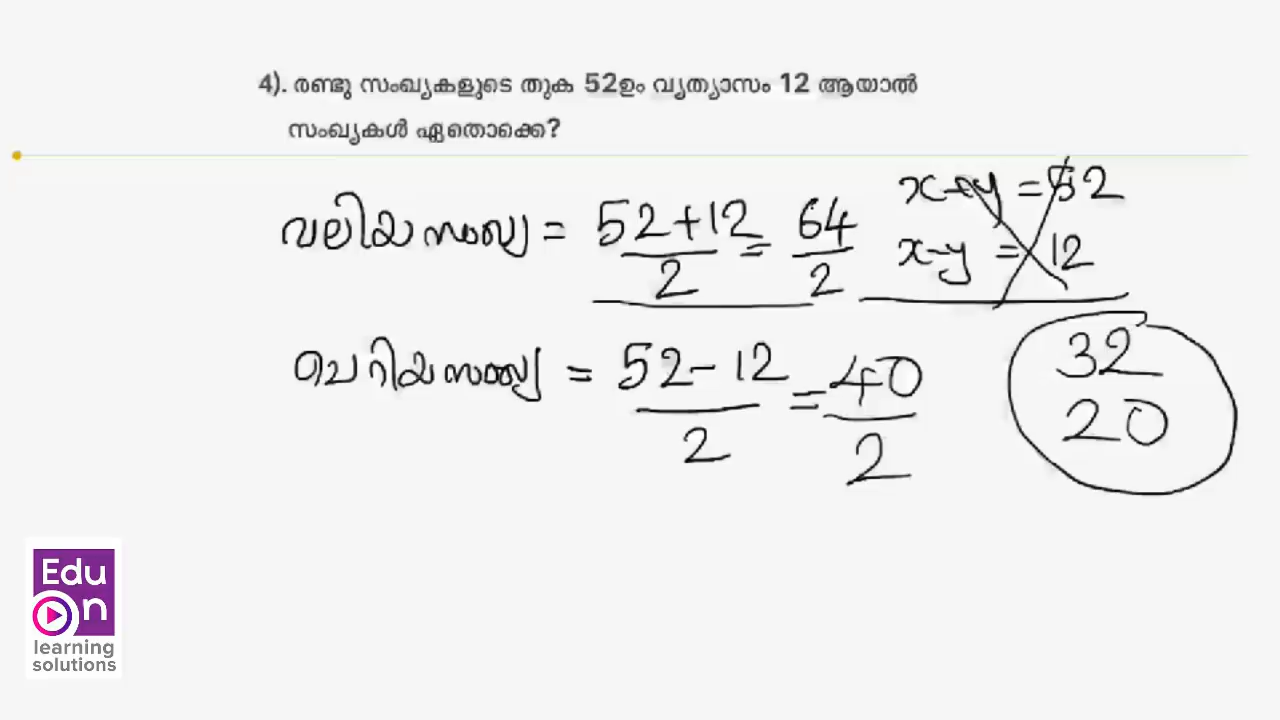 4). രണ്ടു സംഖ്യകളുടെ തുക 52ഉം വ്യത്യാസം 12 ആയാൽ
സംഖ്യകൾ ഏതൊക്കെ?
x+y = 52
x-y = 12
വലിയ സംഖ്യ = 52+12/2 = 64/2
ചെറിയ സംഖ്യ = 52-12/2 = 40/2
32
20
Edu
On
learning
solutions